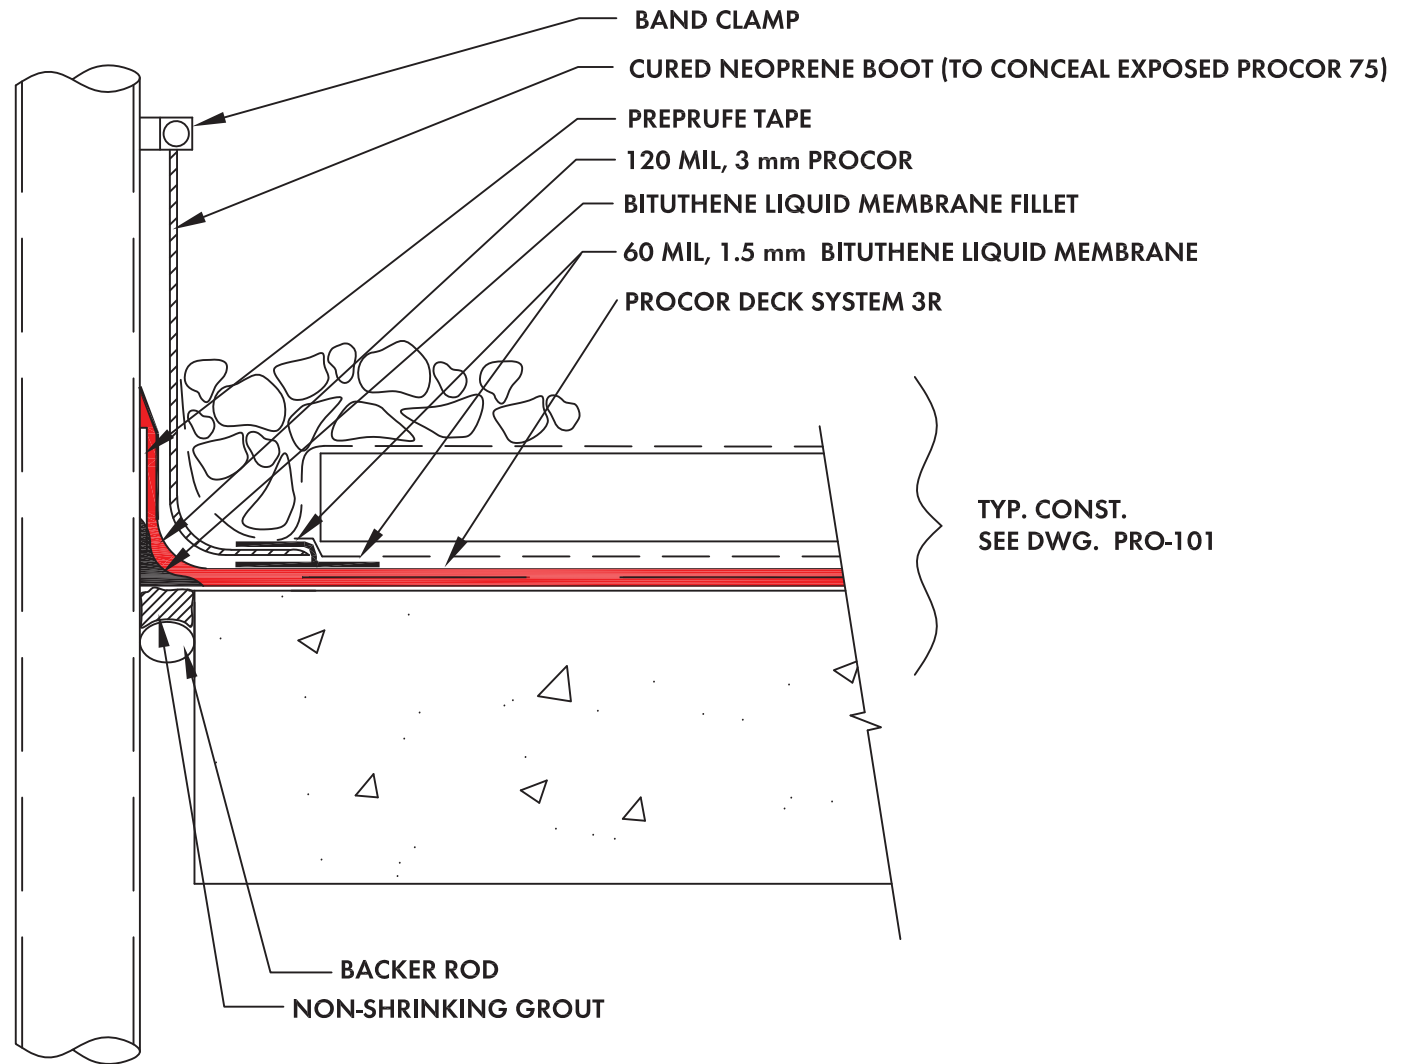 BAND CLAMP
CURED NEOPRENE BOOT (TO CONCEAL EXPOSED PROCOR 75)
PREPRUFE TAPE
120 MIL, 3 mm PROCOR
BITUTHENE LIQUID MEMBRANE FILLET
60 MIL, 1.5 mm BITUTHENE LIQUID MEMBRANE
PROCOR DECK SYSTEM 3R
TYP. CONST.
SEE DWG. PRO-101
BACKER ROD
NON-SHRINKING GROUT